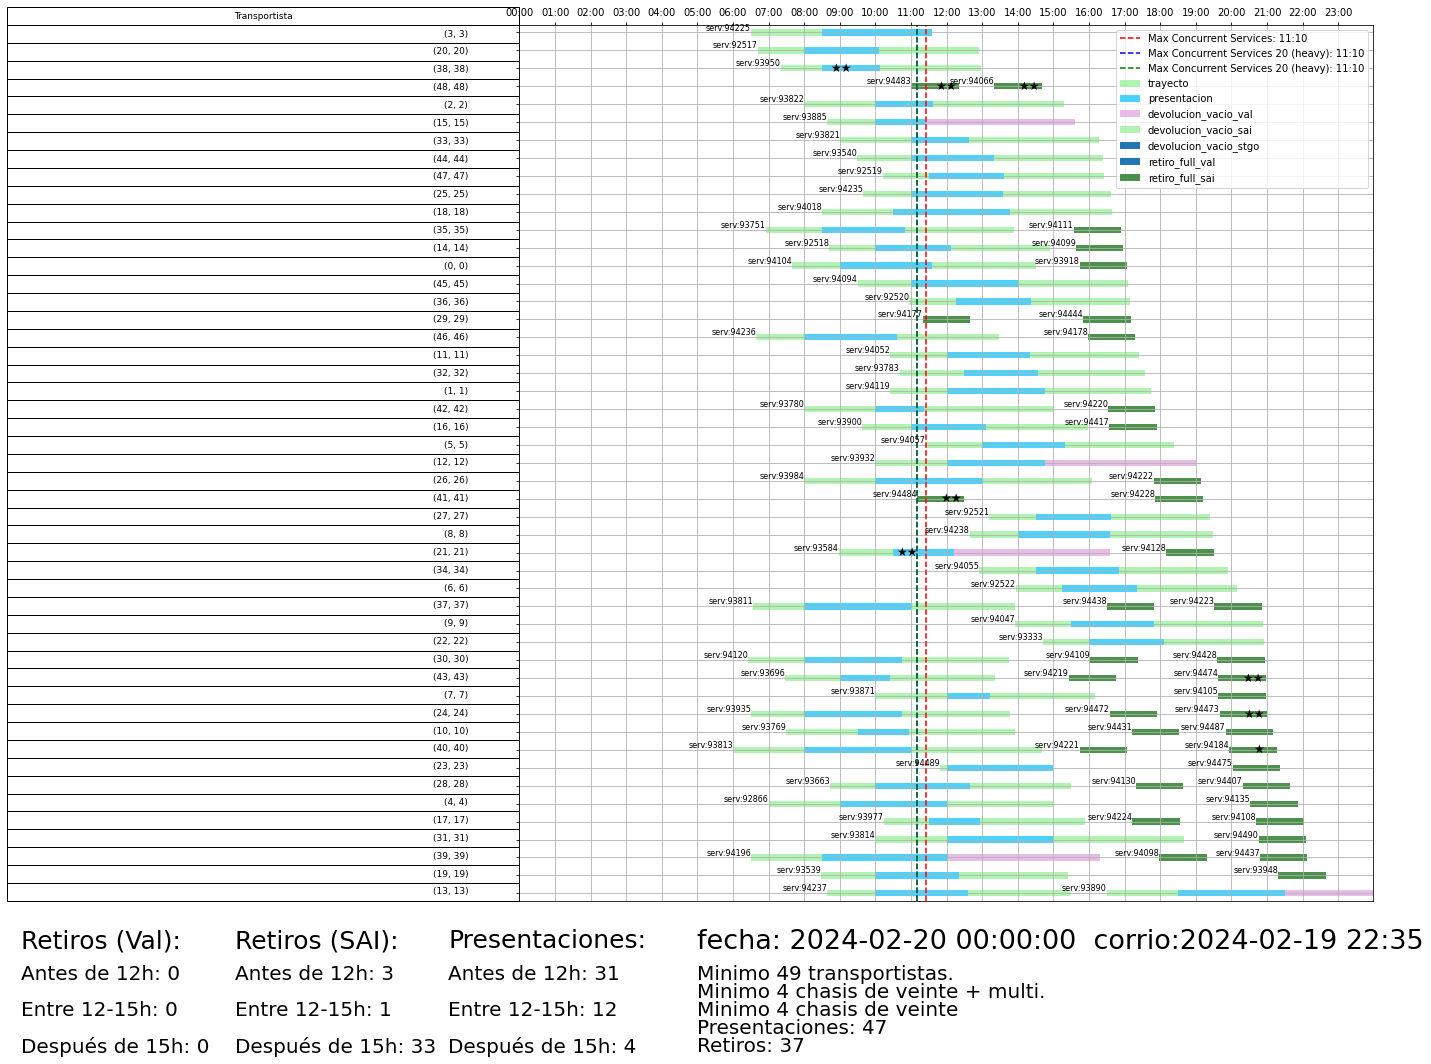 Transportista
00:00 01:00 02:00 03:00 04:00 05:00 06:00 07:00 08:00 09:00 10:00 11:00 12:00 13:00 14:00 15:00 16:00 17:00 18:00 19:00 20:00 21:00 22:00 23:00
Max Concurrent Services: 11:10
Max Concurrent Services 20 (heavy): 11:10
Max Concurrent Services 20 (heavy): 11:10
trayecto
presentacion
devolucion_vacio_val
devolucion_vacio_sai
devolucion_vacio_stgo
retiro_full_val
retiro_full_sai
(3, 3) serv:94225
(20, 20) serv:92517
(38, 38) serv:93950
(48, 48) serv:94483 serv:94066
(2, 2) serv:93822
(15, 15) serv:93885
(33, 33) serv:93821
(44, 44) serv:93540
(47, 47) serv:92519
(25, 25) serv:94235
(18, 18) serv:94018
(35, 35) serv:93751 serv:94111
(14, 14) serv:92518 serv:94099
(0, 0) serv:94104 serv:93918
(45, 45) serv:94094
(36, 36) serv:92520
(29, 29) serv:94177 serv:94444
(46, 46) serv:94236 serv:94178
(11, 11) serv:94052
(32, 32) serv:93783
(1, 1) serv:94119
(42, 42) serv:93780 serv:94220
(16, 16) serv:93900 serv:94417
(5, 5) serv:94057
(12, 12) serv:93932
(26, 26) serv:93984 serv:94222
(41, 41) serv:94484 serv:94228
(27, 27) serv:92521
(8, 8) serv:94238
(21, 21) serv:93584 serv:94128
(34, 34) serv:94055
(6, 6) serv:92522
(37, 37) serv:93811 serv:94438 serv:94223
(9, 9) serv:94047
(22, 22) serv:93333
(30, 30) serv:94120 serv:94109 serv:94428
(43, 43) serv:93696 serv:94219 serv:94474
(7, 7) serv:93871 serv:94105
(24, 24) serv:93935 serv:94472 serv:94473
(10, 10) serv:93769 serv:94431 serv:94487
(40, 40) serv:93813 serv:94221 serv:94184
(23, 23) serv:94489 serv:94475
(28, 28) serv:93663 serv:94130 serv:94407
(4, 4) serv:92866 serv:94135
(17, 17) serv:93977 serv:94224 serv:94108
(31, 31) serv:93814 serv:94490
(39, 39) serv:94196 serv:94098 serv:94437
(19, 19) serv:93539 serv:93948
(13, 13) serv:94237 serv:93890
Retiros (Val):
Antes de 12h: 0
Entre 12-15h: 0
Después de 15h: 0
Retiros (SAI):
Antes de 12h: 3
Entre 12-15h: 1
Después de 15h: 33
Presentaciones:
Antes de 12h: 31
Entre 12-15h: 12
Después de 15h: 4
fecha: 2024-02-20 00:00:00 corrio:2024-02-19 22:35
Minimo 49 transportistas.
Minimo 4 chasis de veinte + multi.
Minimo 4 chasis de veinte
Presentaciones: 47
Retiros: 37